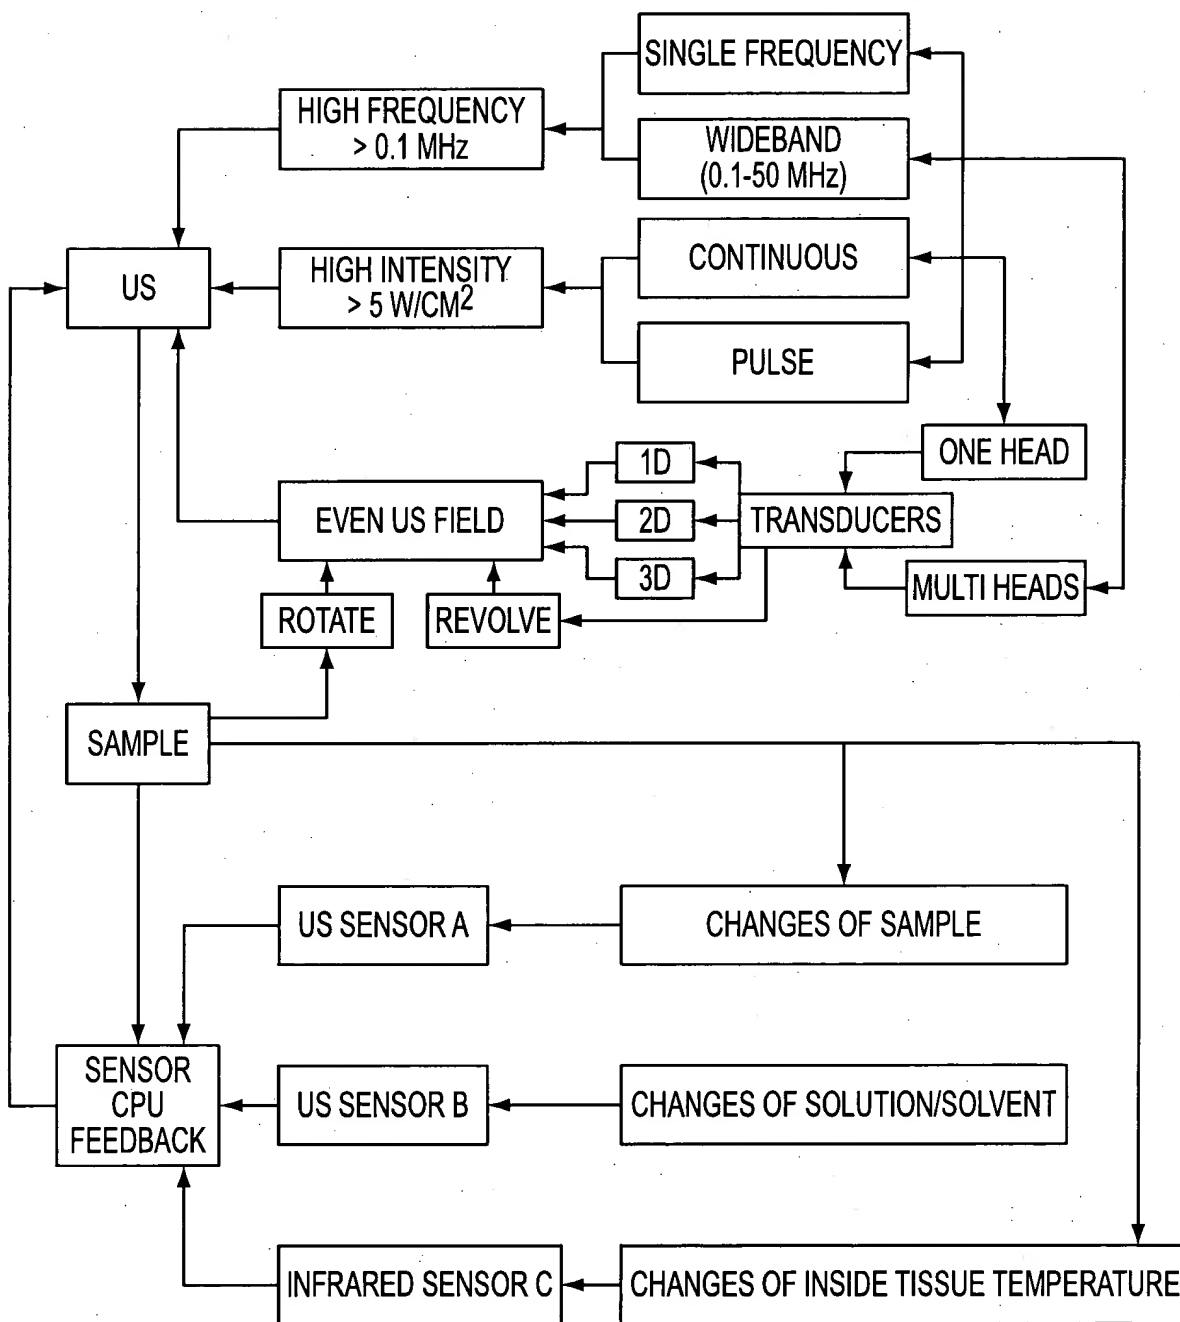 SINGLE FREQUENCY
HIGH FREQUENCY
> 0.1 MHz
WIDEBAND
(0.1-50 MHz)
US
HIGH INTENSITY
> 5 W/CM2
CONTINUOUS
PULSE
ONE HEAD
1D
EVEN US FIELD
2D
TRANSDUCERS
3D
MULTI HEADS
ROTATE
REVOLVE
SAMPLE
US SENSOR A
CHANGES OF SAMPLE
SENSOR
CPU
FEEDBACK
US SENSOR B
CHANGES OF SOLUTION/SOLVENT
INFRARED SENSOR C
CHANGES OF INSIDE TISSUE TEMPERATURE